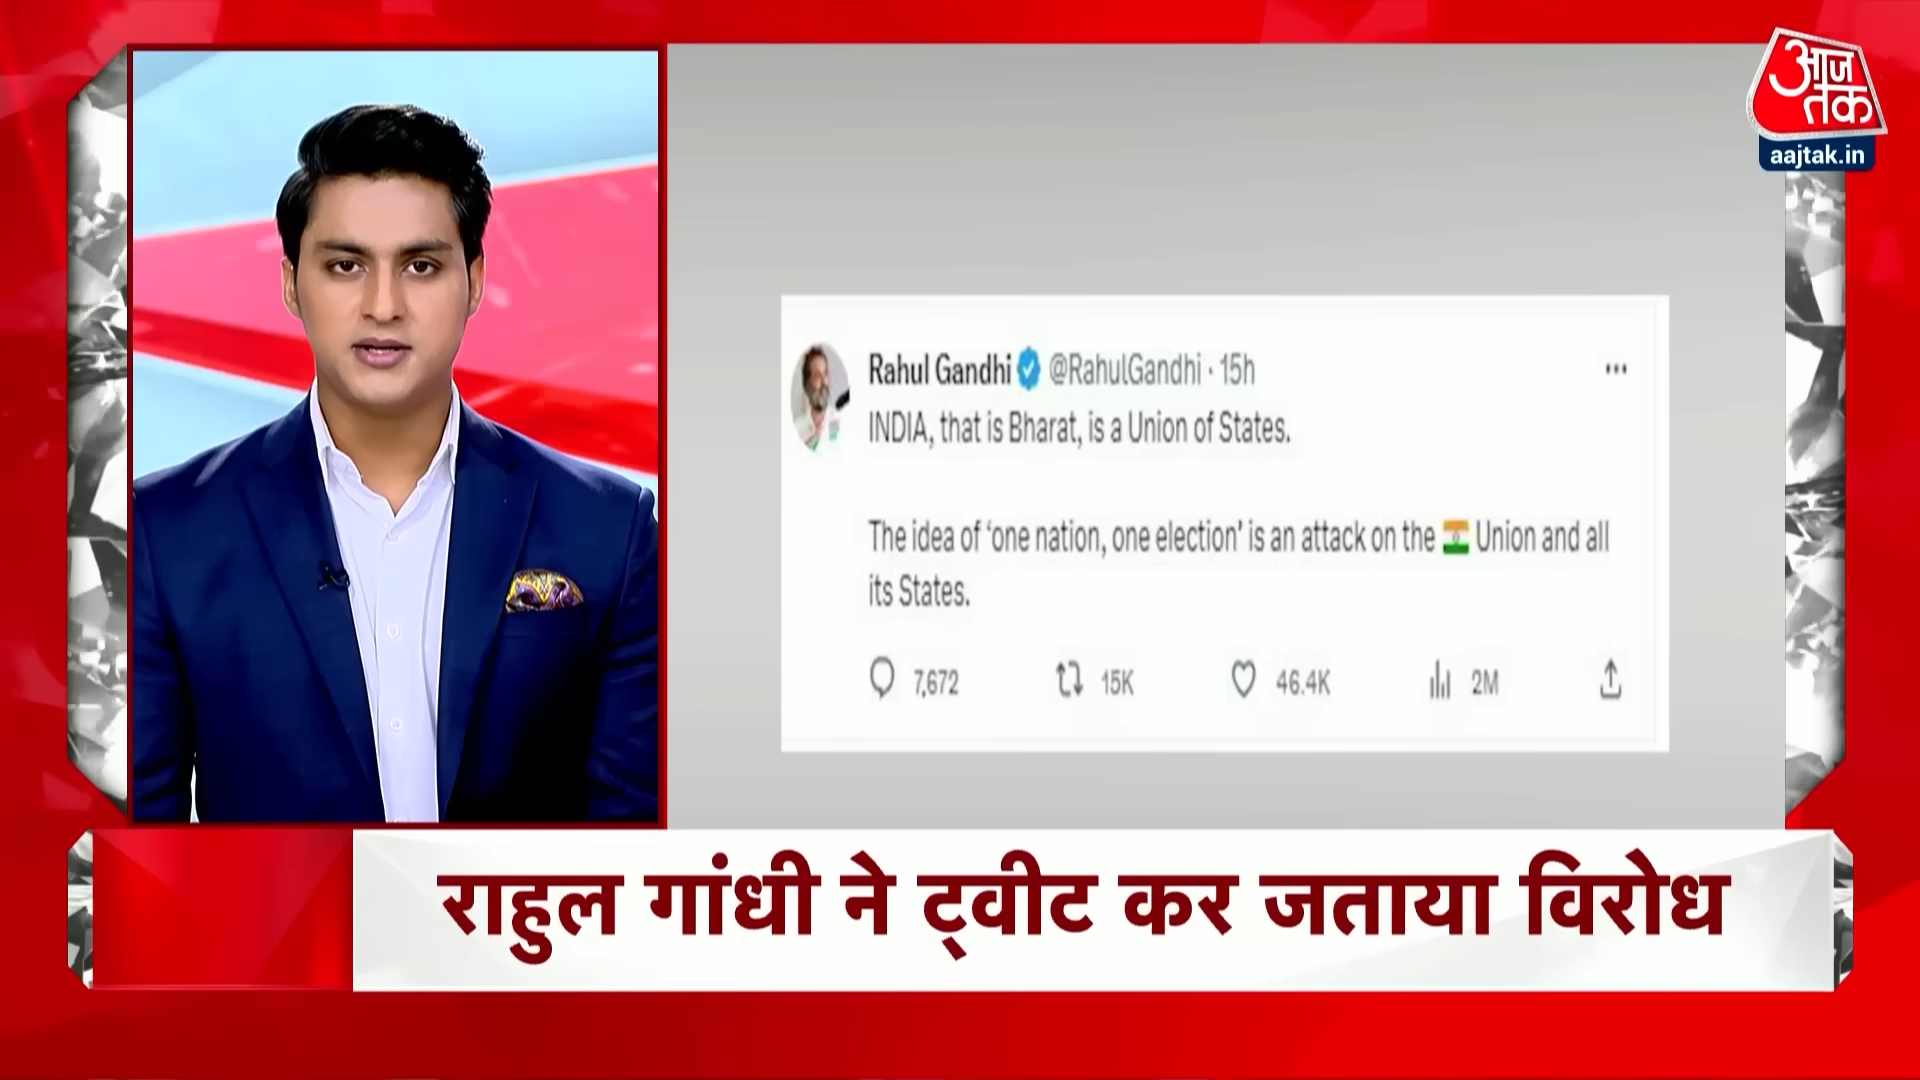 आज
तक
aajtak.in
Rahul Gandhi @RahulGandhi · 15h
INDIA, that is Bharat, is a Union of States.
The idea of ‘one nation, one election’ is an attack on the 🇮🇳 Union and all
its States.
7,672 15K 46.4K 2M
राहुल गांधी ने ट्वीट कर जताया विरोध